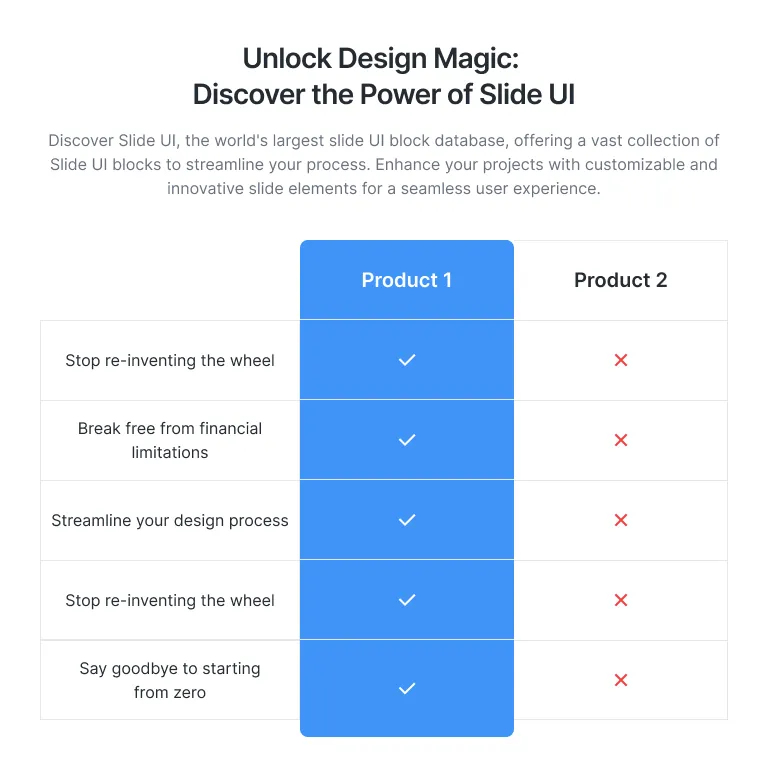 Unlock Design Magic:
Discover the Power of Slide UI
Discover Slide UI, the world's largest slide UI block database, offering a vast collection of
Slide UI blocks to streamline your process. Enhance your projects with customizable and
innovative slide elements for a seamless user experience.
Product 1
Product 2
Stop re-inventing the wheel
Break free from financial
limitations
Streamline your design process
Stop re-inventing the wheel
Say goodbye to starting
from zero